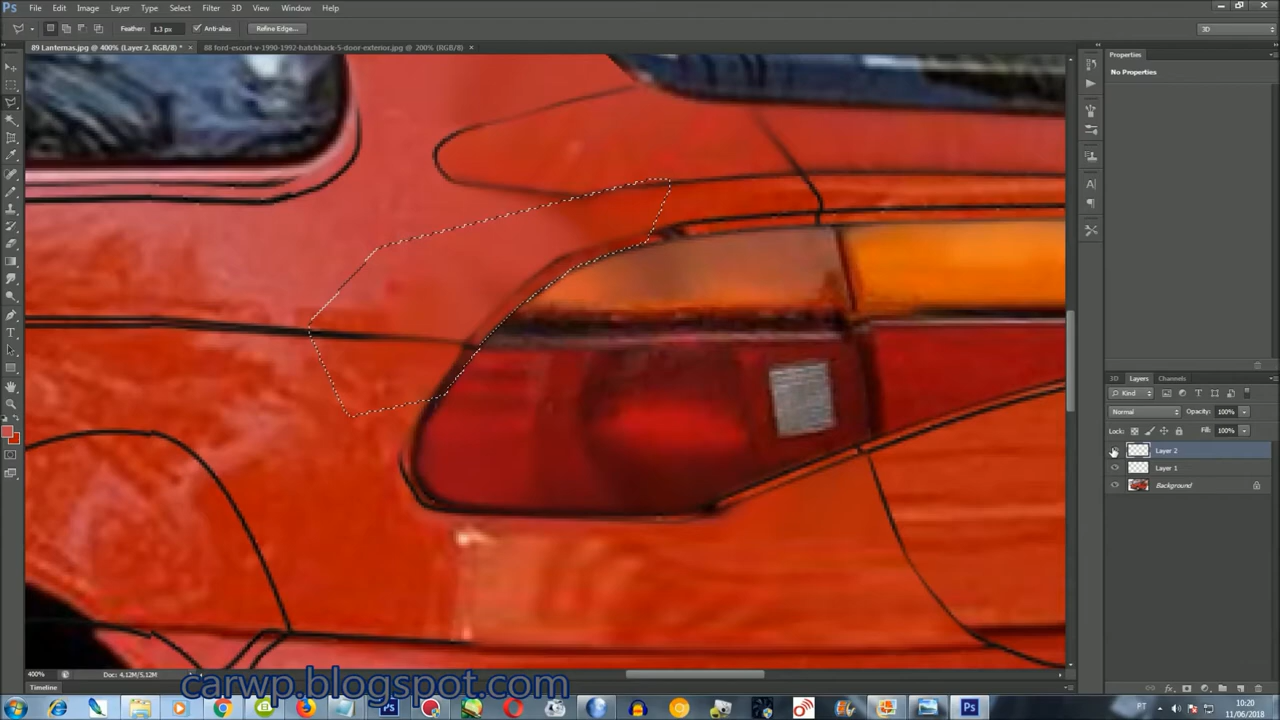 Ps File Edit Image Layer Type Select Filter 3D View Window Help
Feather: 1.3 px Anti-alias Refine Edge... 3D
89 Lanternas.jpg @ 400% (Layer 2, RGB/8) * × 88 ford-escort-v-1990-1992-hatchback-5-door-exterior.jpg @ 200% (RGB/8) ×
Properties
No Properties
3D Layers Channels
Kind
Normal Opacity: 100%
Lock: Fill: 100%
Layer 2
Layer 1
Background
400% Doc: 4,12M/5,12M
Timeline
carwp.blogspot.com
PT 10:20
11/06/2018